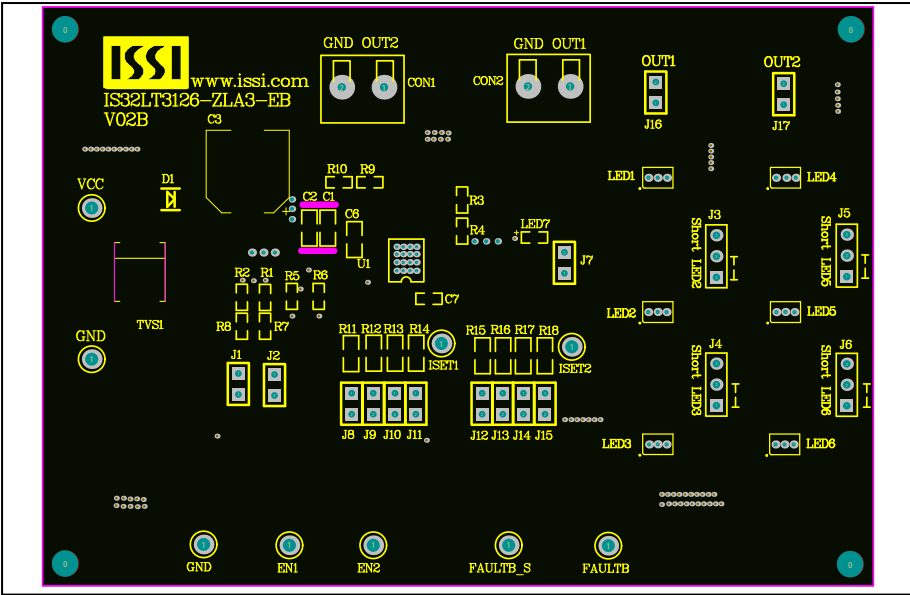 GND OUT2
GND OUT1
ISSI
www.issi.com
CON1
CON2
OUT1
OUT2
IS32LT3126-ZLA3-EB
V02B
C3
J16
J17
R10 R9
D1
VCC
LED1
LED4
C2 C1
R3
C6
R4
LED7
J3
J5
Short LED2
Short LED5
U1
J7
R2 R1 R5 R6
C7
TVS1
R8 R7
LED2
LED5
GND
R11 R12 R13 R14
R15 R16 R17 R18
J1 J2
ISET1
ISET2
J4
J6
Short LED3
Short LED6
J8 J9 J10 J11
J12 J13 J14 J15
LED3
LED6
GND
EN1
EN2
FAULTB_S
FAULTB